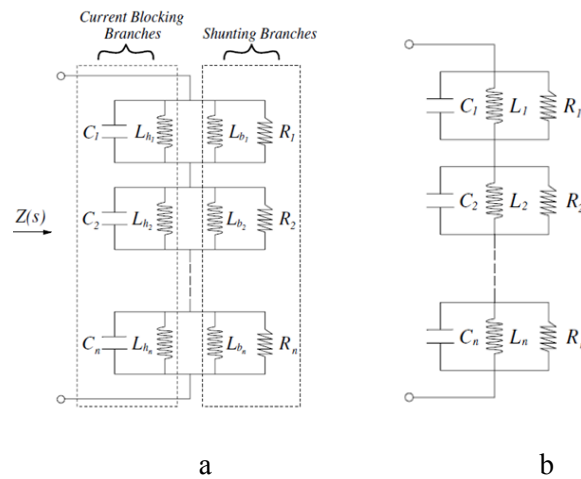 Current Blocking Branches
Shunting Branches
C1 Lh1 Lb1 R1
Z(s)
C2 Lh2 Lb2 R2
Cn Lhn Lbn Rn
a
C1 L1 R1
C2 L2 R2
Cn Ln R
b